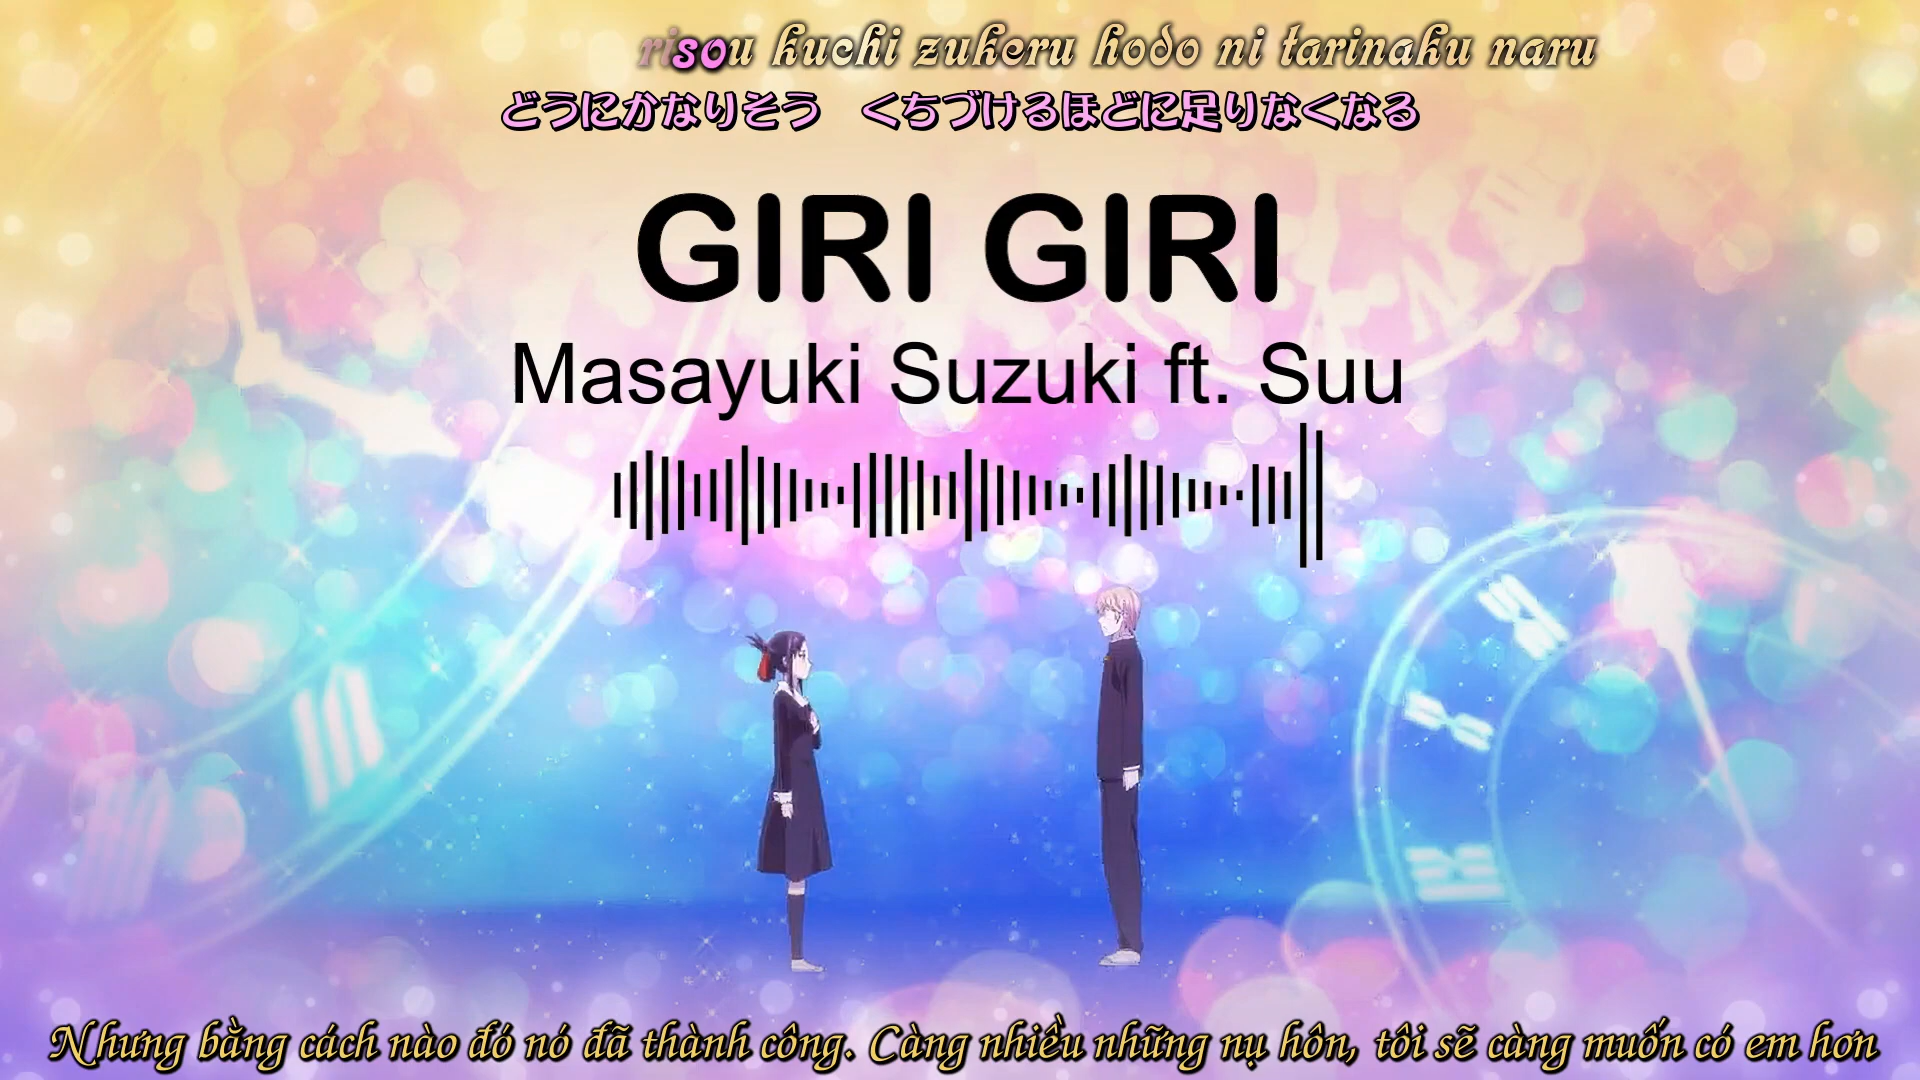 risou kuchi zukeru hodo ni tarinaku naru
どうにかなりそう　くちづけるほどに足りなくなる
GIRI GIRI
Masayuki Suzuki ft. Suu
Nhưng bằng cách nào đó nó đã thành công. Càng nhiều những nụ hôn, tôi sẽ càng muốn có em hơn